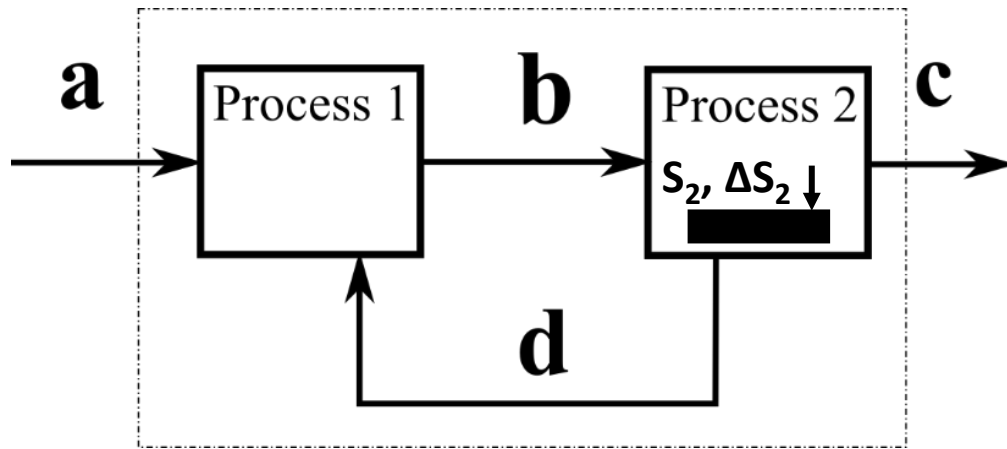 a
Process 1
b
Process 2
c
S₂, ΔS₂
d